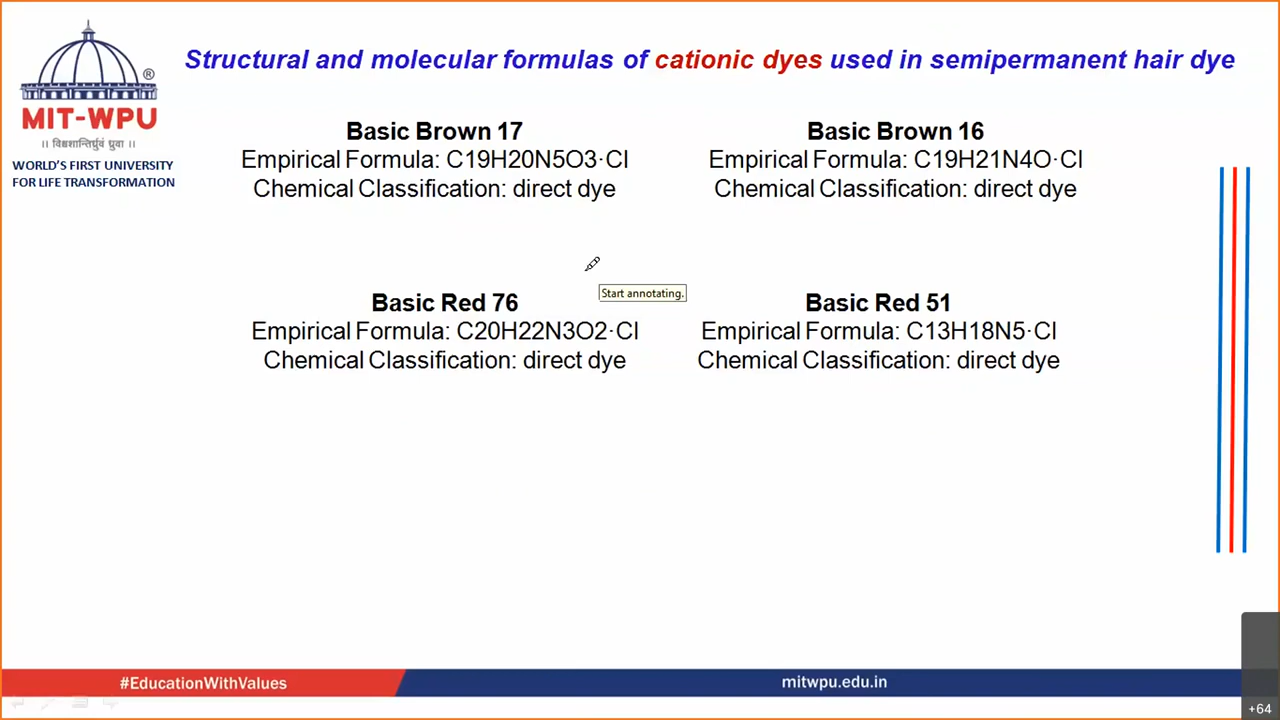 Structural and molecular formulas of cationic dyes used in semipermanent hair dye
®
MIT-WPU
।। विश्वशान्तिर्ध्रुवं ध्रुवा ।।
WORLD'S FIRST UNIVERSITY
FOR LIFE TRANSFORMATION
Basic Brown 17
Empirical Formula: C19H20N5O3·Cl
Chemical Classification: direct dye
Basic Brown 16
Empirical Formula: C19H21N4O·Cl
Chemical Classification: direct dye
Start annotating.
Basic Red 76
Empirical Formula: C20H22N3O2·Cl
Chemical Classification: direct dye
Basic Red 51
Empirical Formula: C13H18N5·Cl
Chemical Classification: direct dye
#EducationWithValues
mitwpu.edu.in
+64